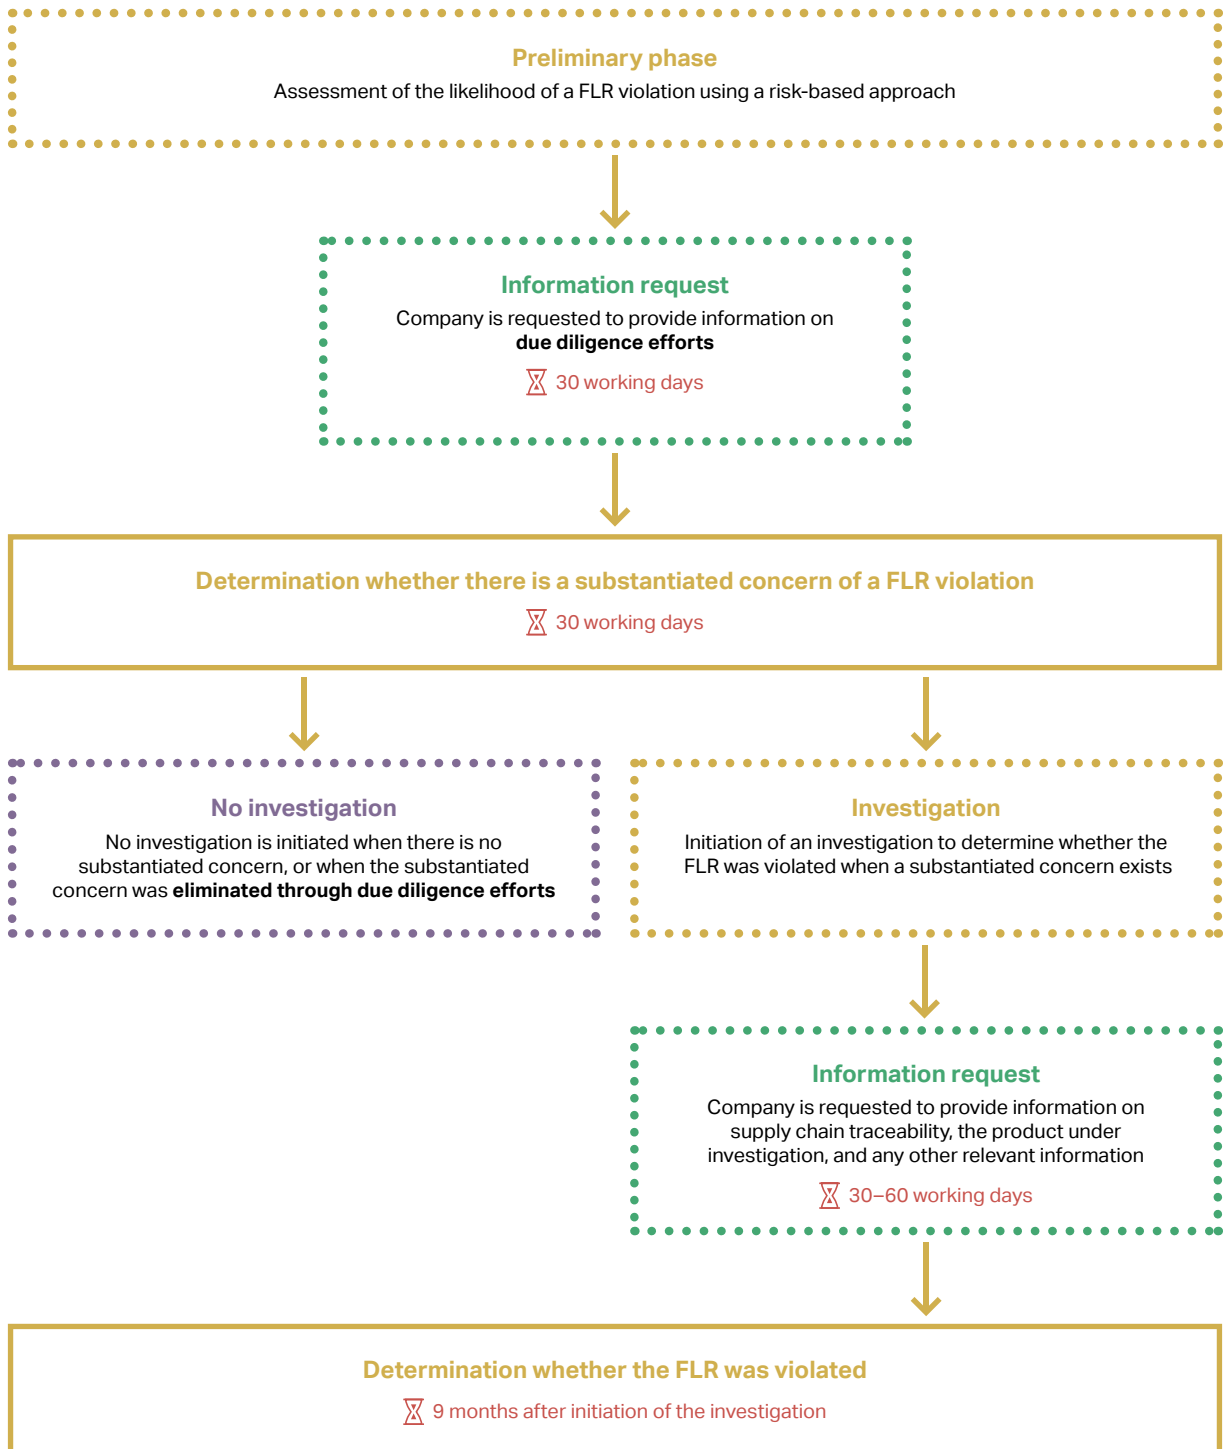 Preliminary phase
Assessment of the likelihood of a FLR violation using a risk-based approach
Information request
Company is requested to provide information on
due diligence efforts
30 working days
Determination whether there is a substantiated concern of a FLR violation
30 working days
No investigation
No investigation is initiated when there is no
substantiated concern, or when the substantiated
concern was eliminated through due diligence efforts
Investigation
Initiation of an investigation to determine whether the
FLR was violated when a substantiated concern exists
Information request
Company is requested to provide information on
supply chain traceability, the product under
investigation, and any other relevant information
30–60 working days
Determination whether the FLR was violated
9 months after initiation of the investigation